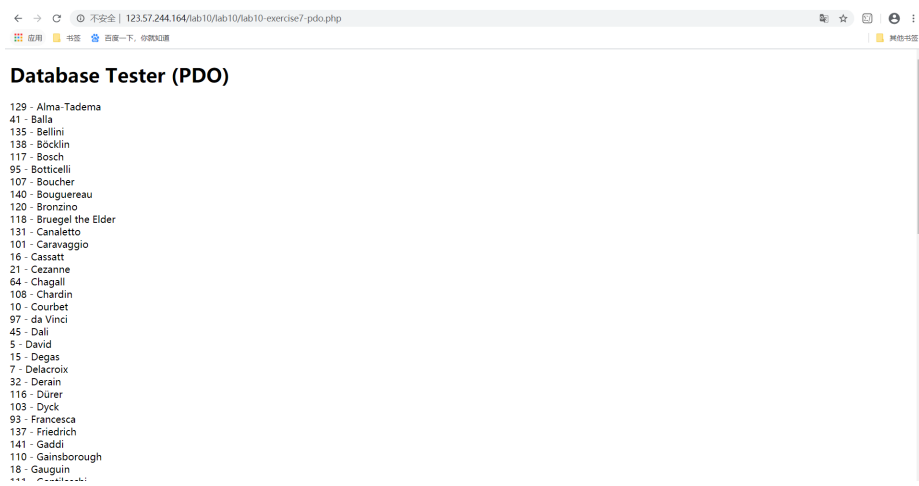 不安全 | 123.57.244.164/lab10/lab10/lab10-exercise7-pdo.php
应用 书签 百度一下，你就知道 其他书签
Database Tester (PDO)
129 - Alma-Tadema
41 - Balla
135 - Bellini
138 - Böcklin
117 - Bosch
95 - Botticelli
107 - Boucher
140 - Bouguereau
120 - Bronzino
118 - Bruegel the Elder
131 - Canaletto
101 - Caravaggio
16 - Cassatt
21 - Cezanne
64 - Chagall
108 - Chardin
10 - Courbet
97 - da Vinci
45 - Dali
5 - David
15 - Degas
7 - Delacroix
32 - Derain
116 - Dürer
103 - Dyck
93 - Francesca
137 - Friedrich
141 - Gaddi
110 - Gainsborough
18 - Gauguin
111 - Gentileschi